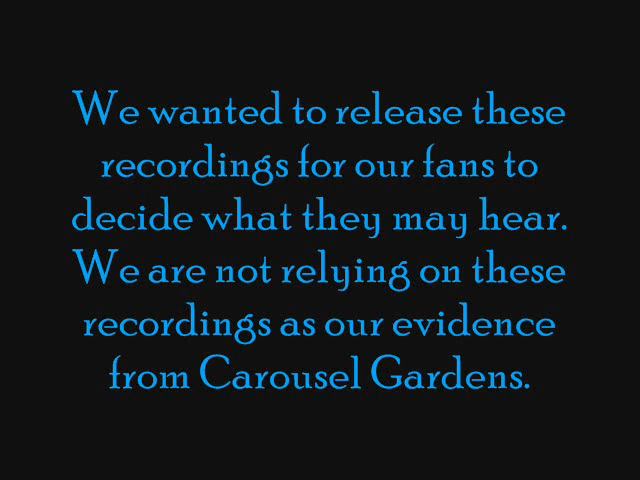 We wanted to release these
recordings for our fans to
decide what they may hear.
We are not relying on these
recordings as our evidence
from Carousel Gardens.